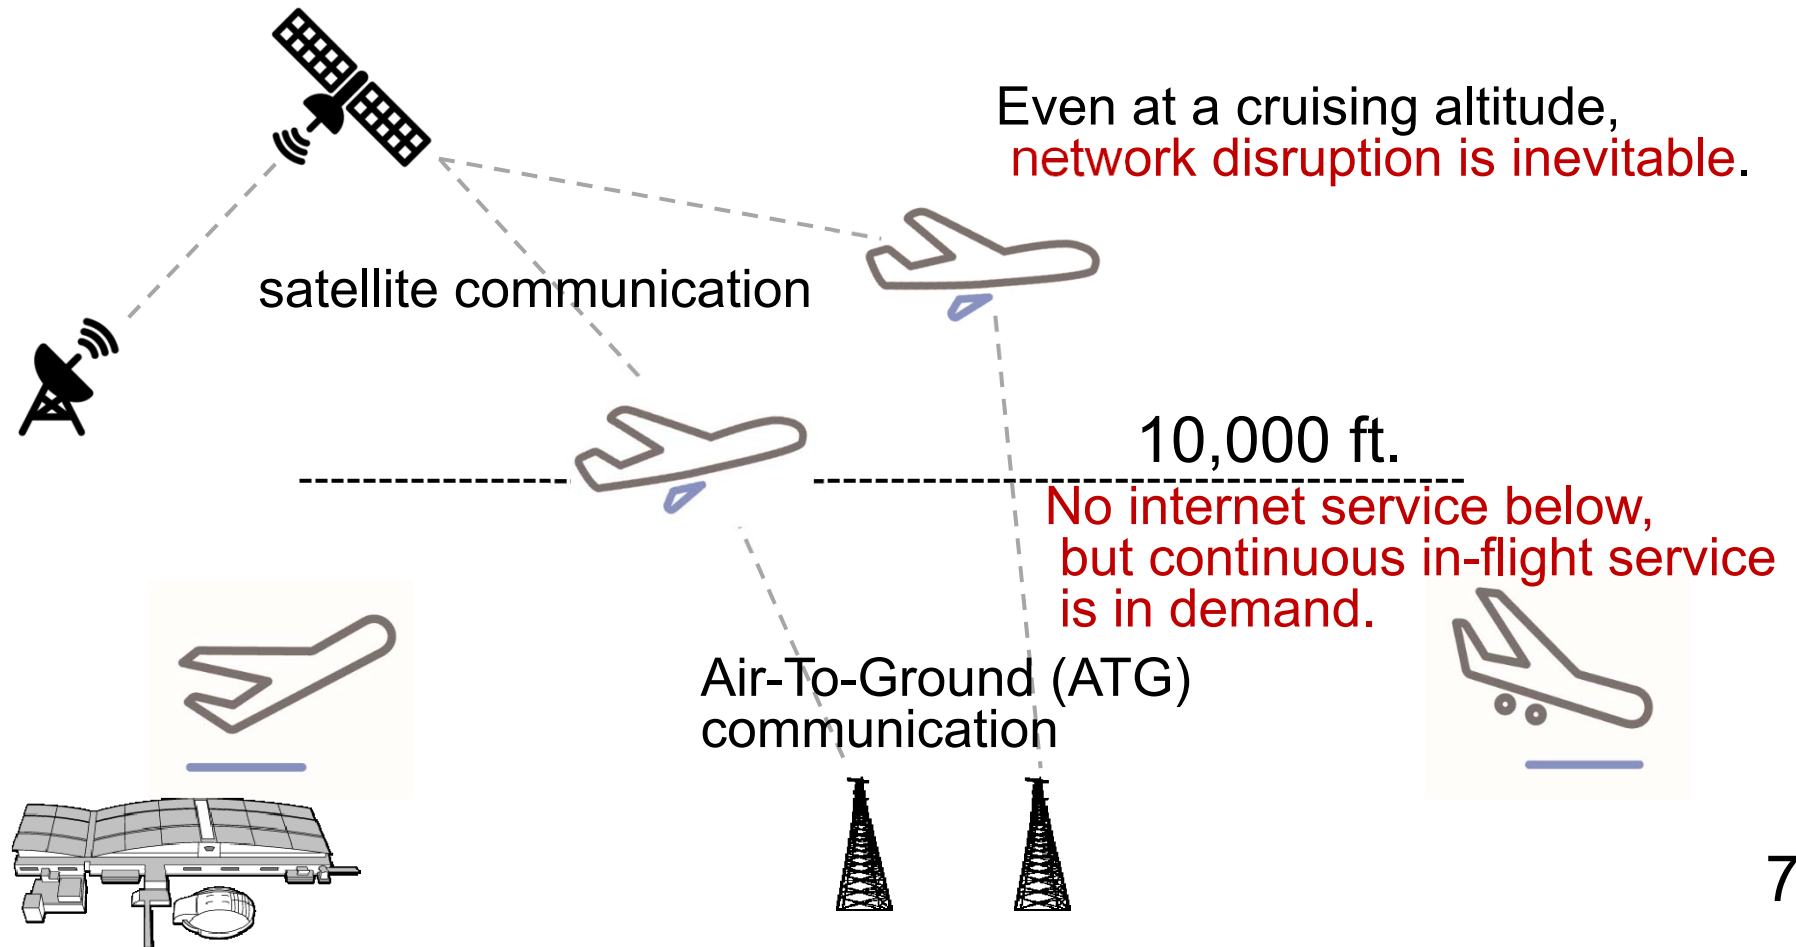 Even at a cruising altitude,
network disruption is inevitable.
satellite communication
10,000 ft.
No internet service below,
but continuous in-flight service
is in demand.
Air-To-Ground (ATG)
communication
7